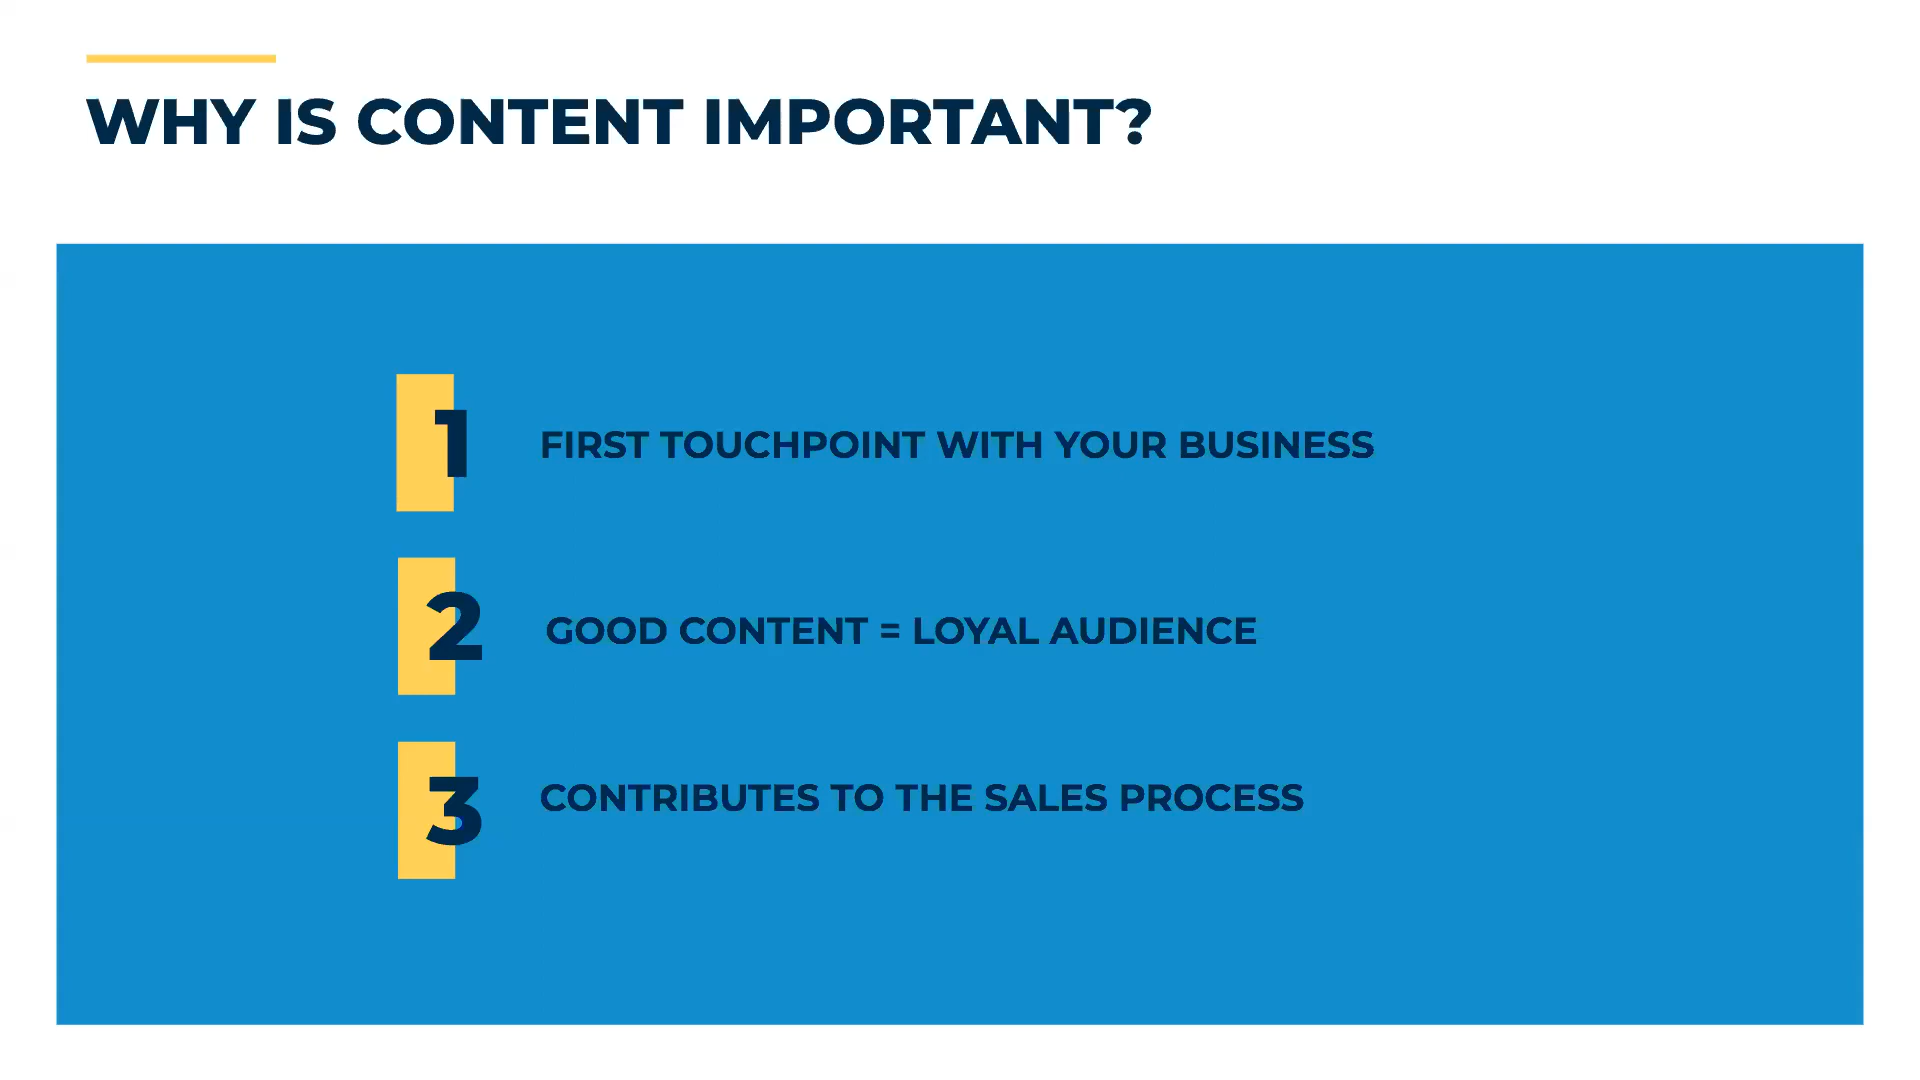 WHY IS CONTENT IMPORTANT?
1 FIRST TOUCHPOINT WITH YOUR BUSINESS
2 GOOD CONTENT = LOYAL AUDIENCE
3 CONTRIBUTES TO THE SALES PROCESS